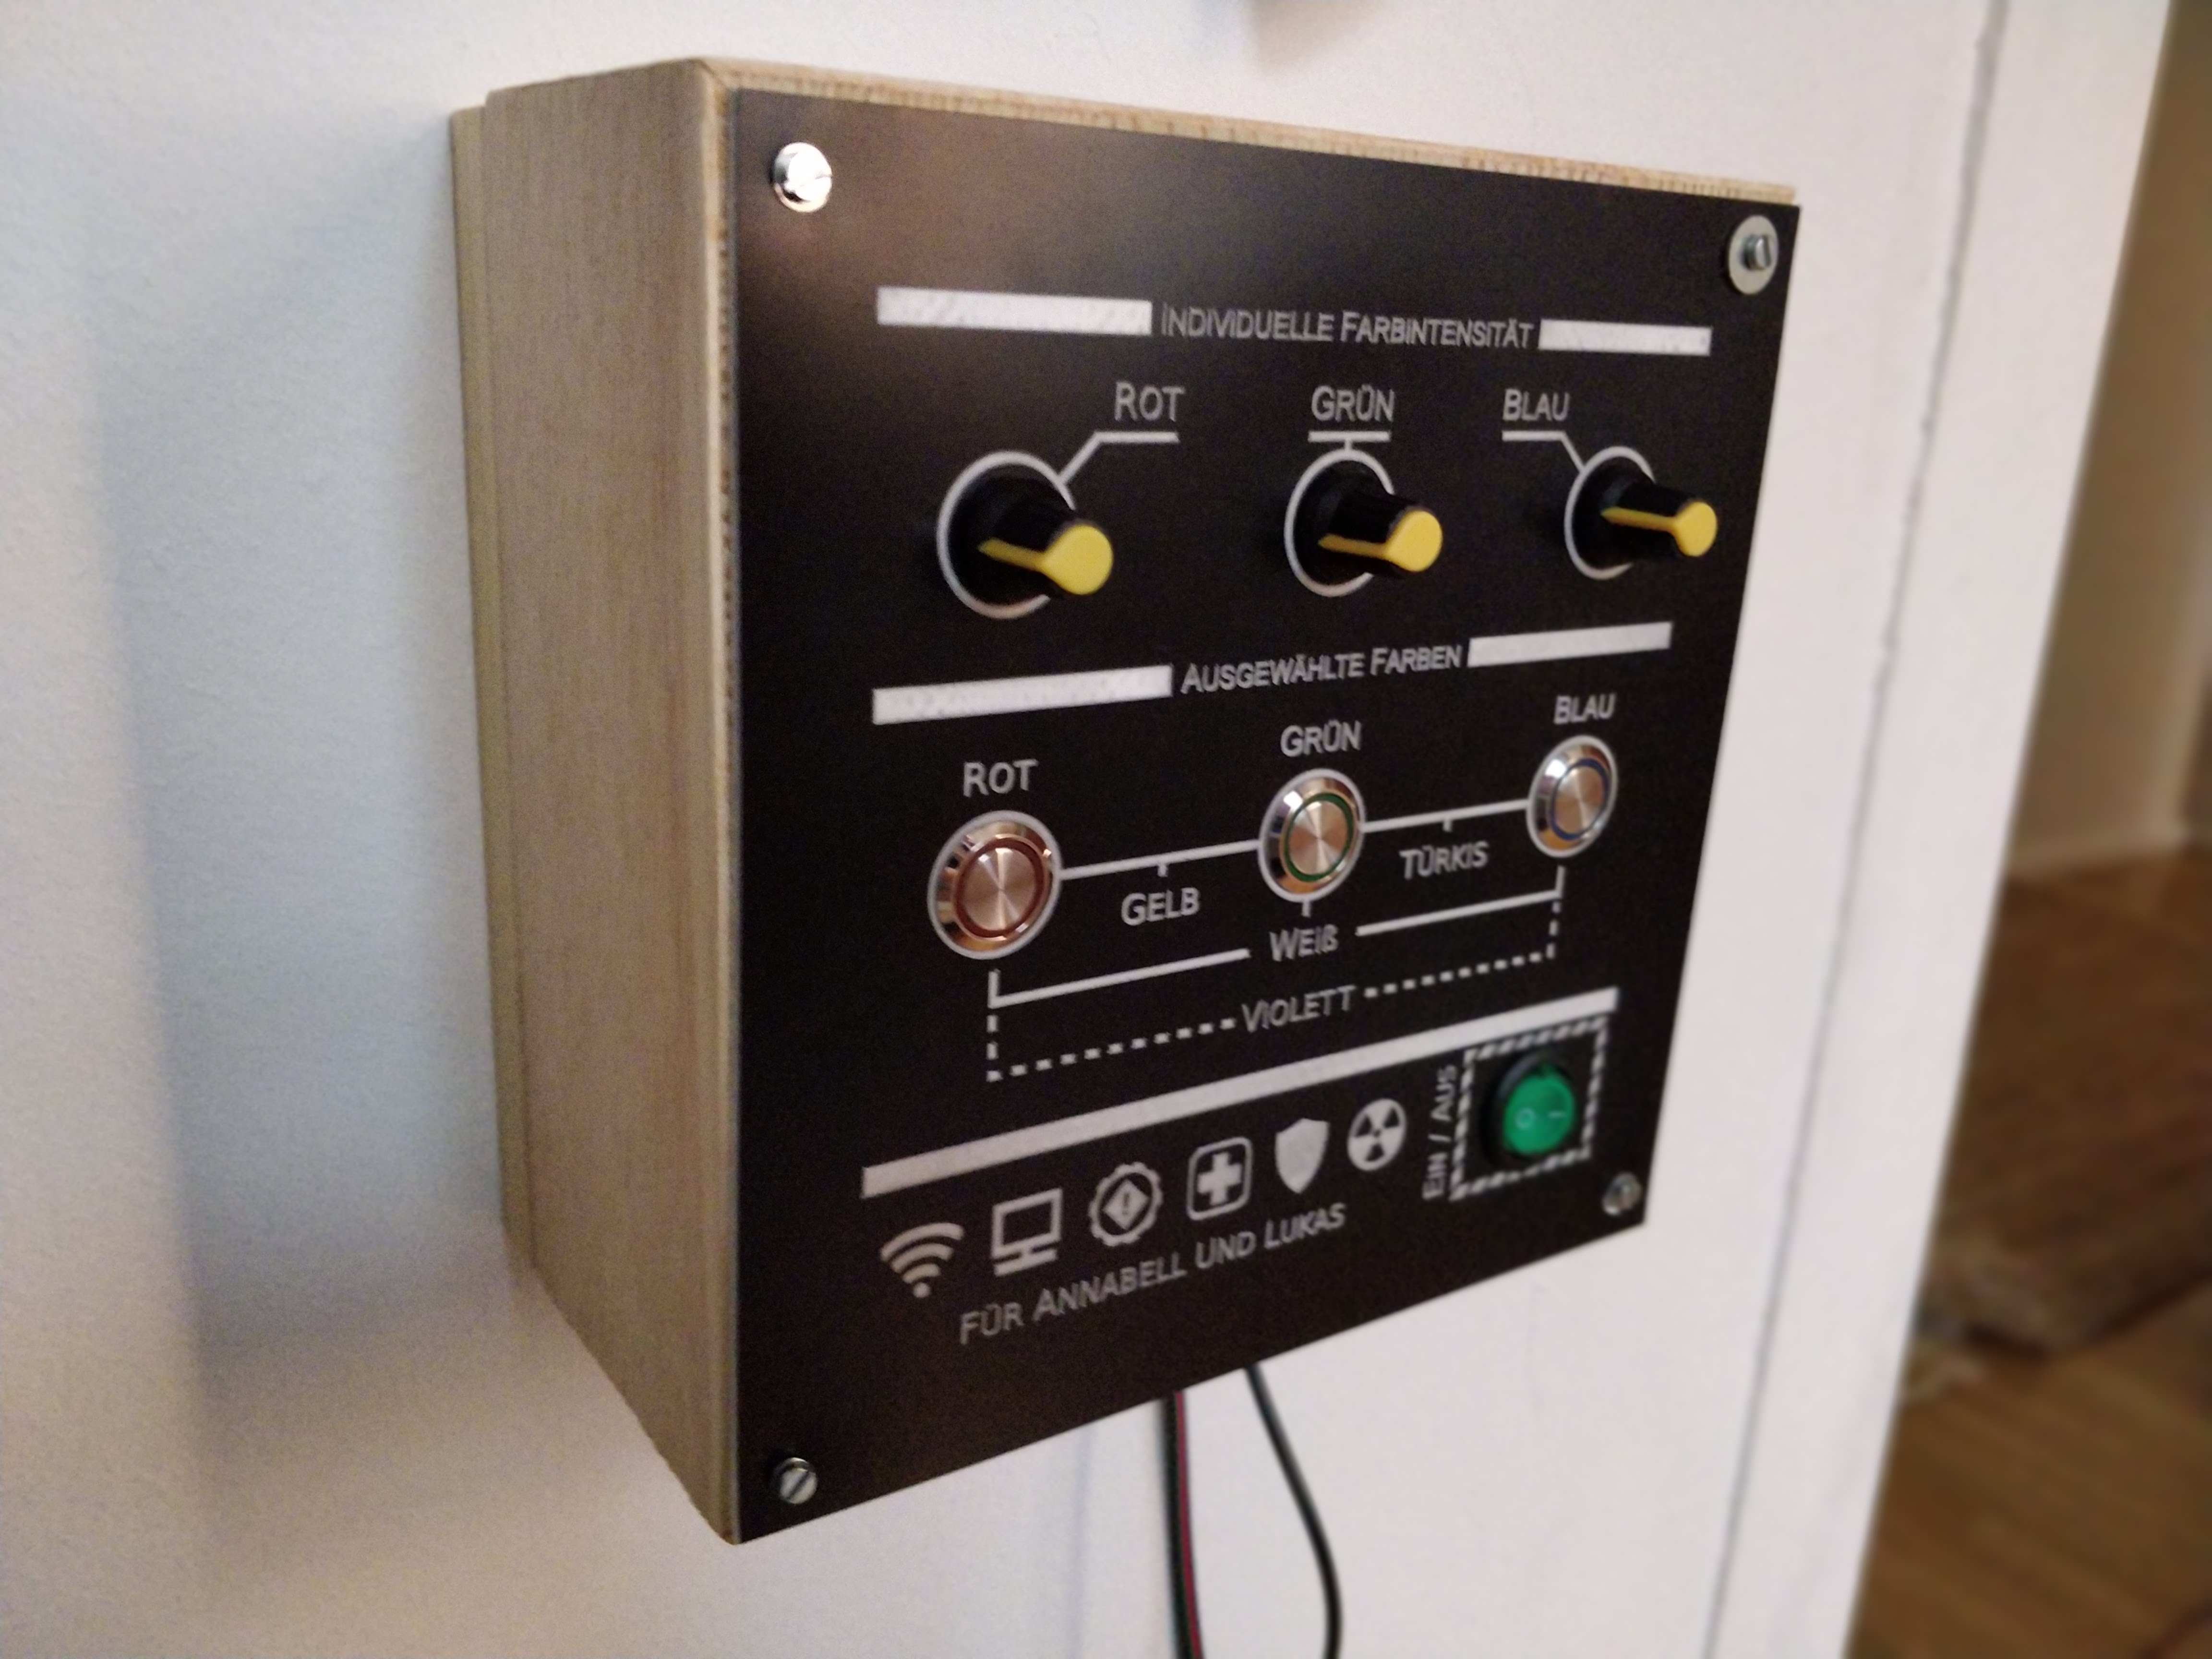 INDIVIDUELLE FARBINTENSITÄT
ROT GRÜN BLAU
AUSGEWÄHLTE FARBEN
ROT GRÜN BLAU
GELB TÜRKIS
WEIß
VIOLETT
EIN / AUS
O I
FÜR ANNABELL UND LUKAS